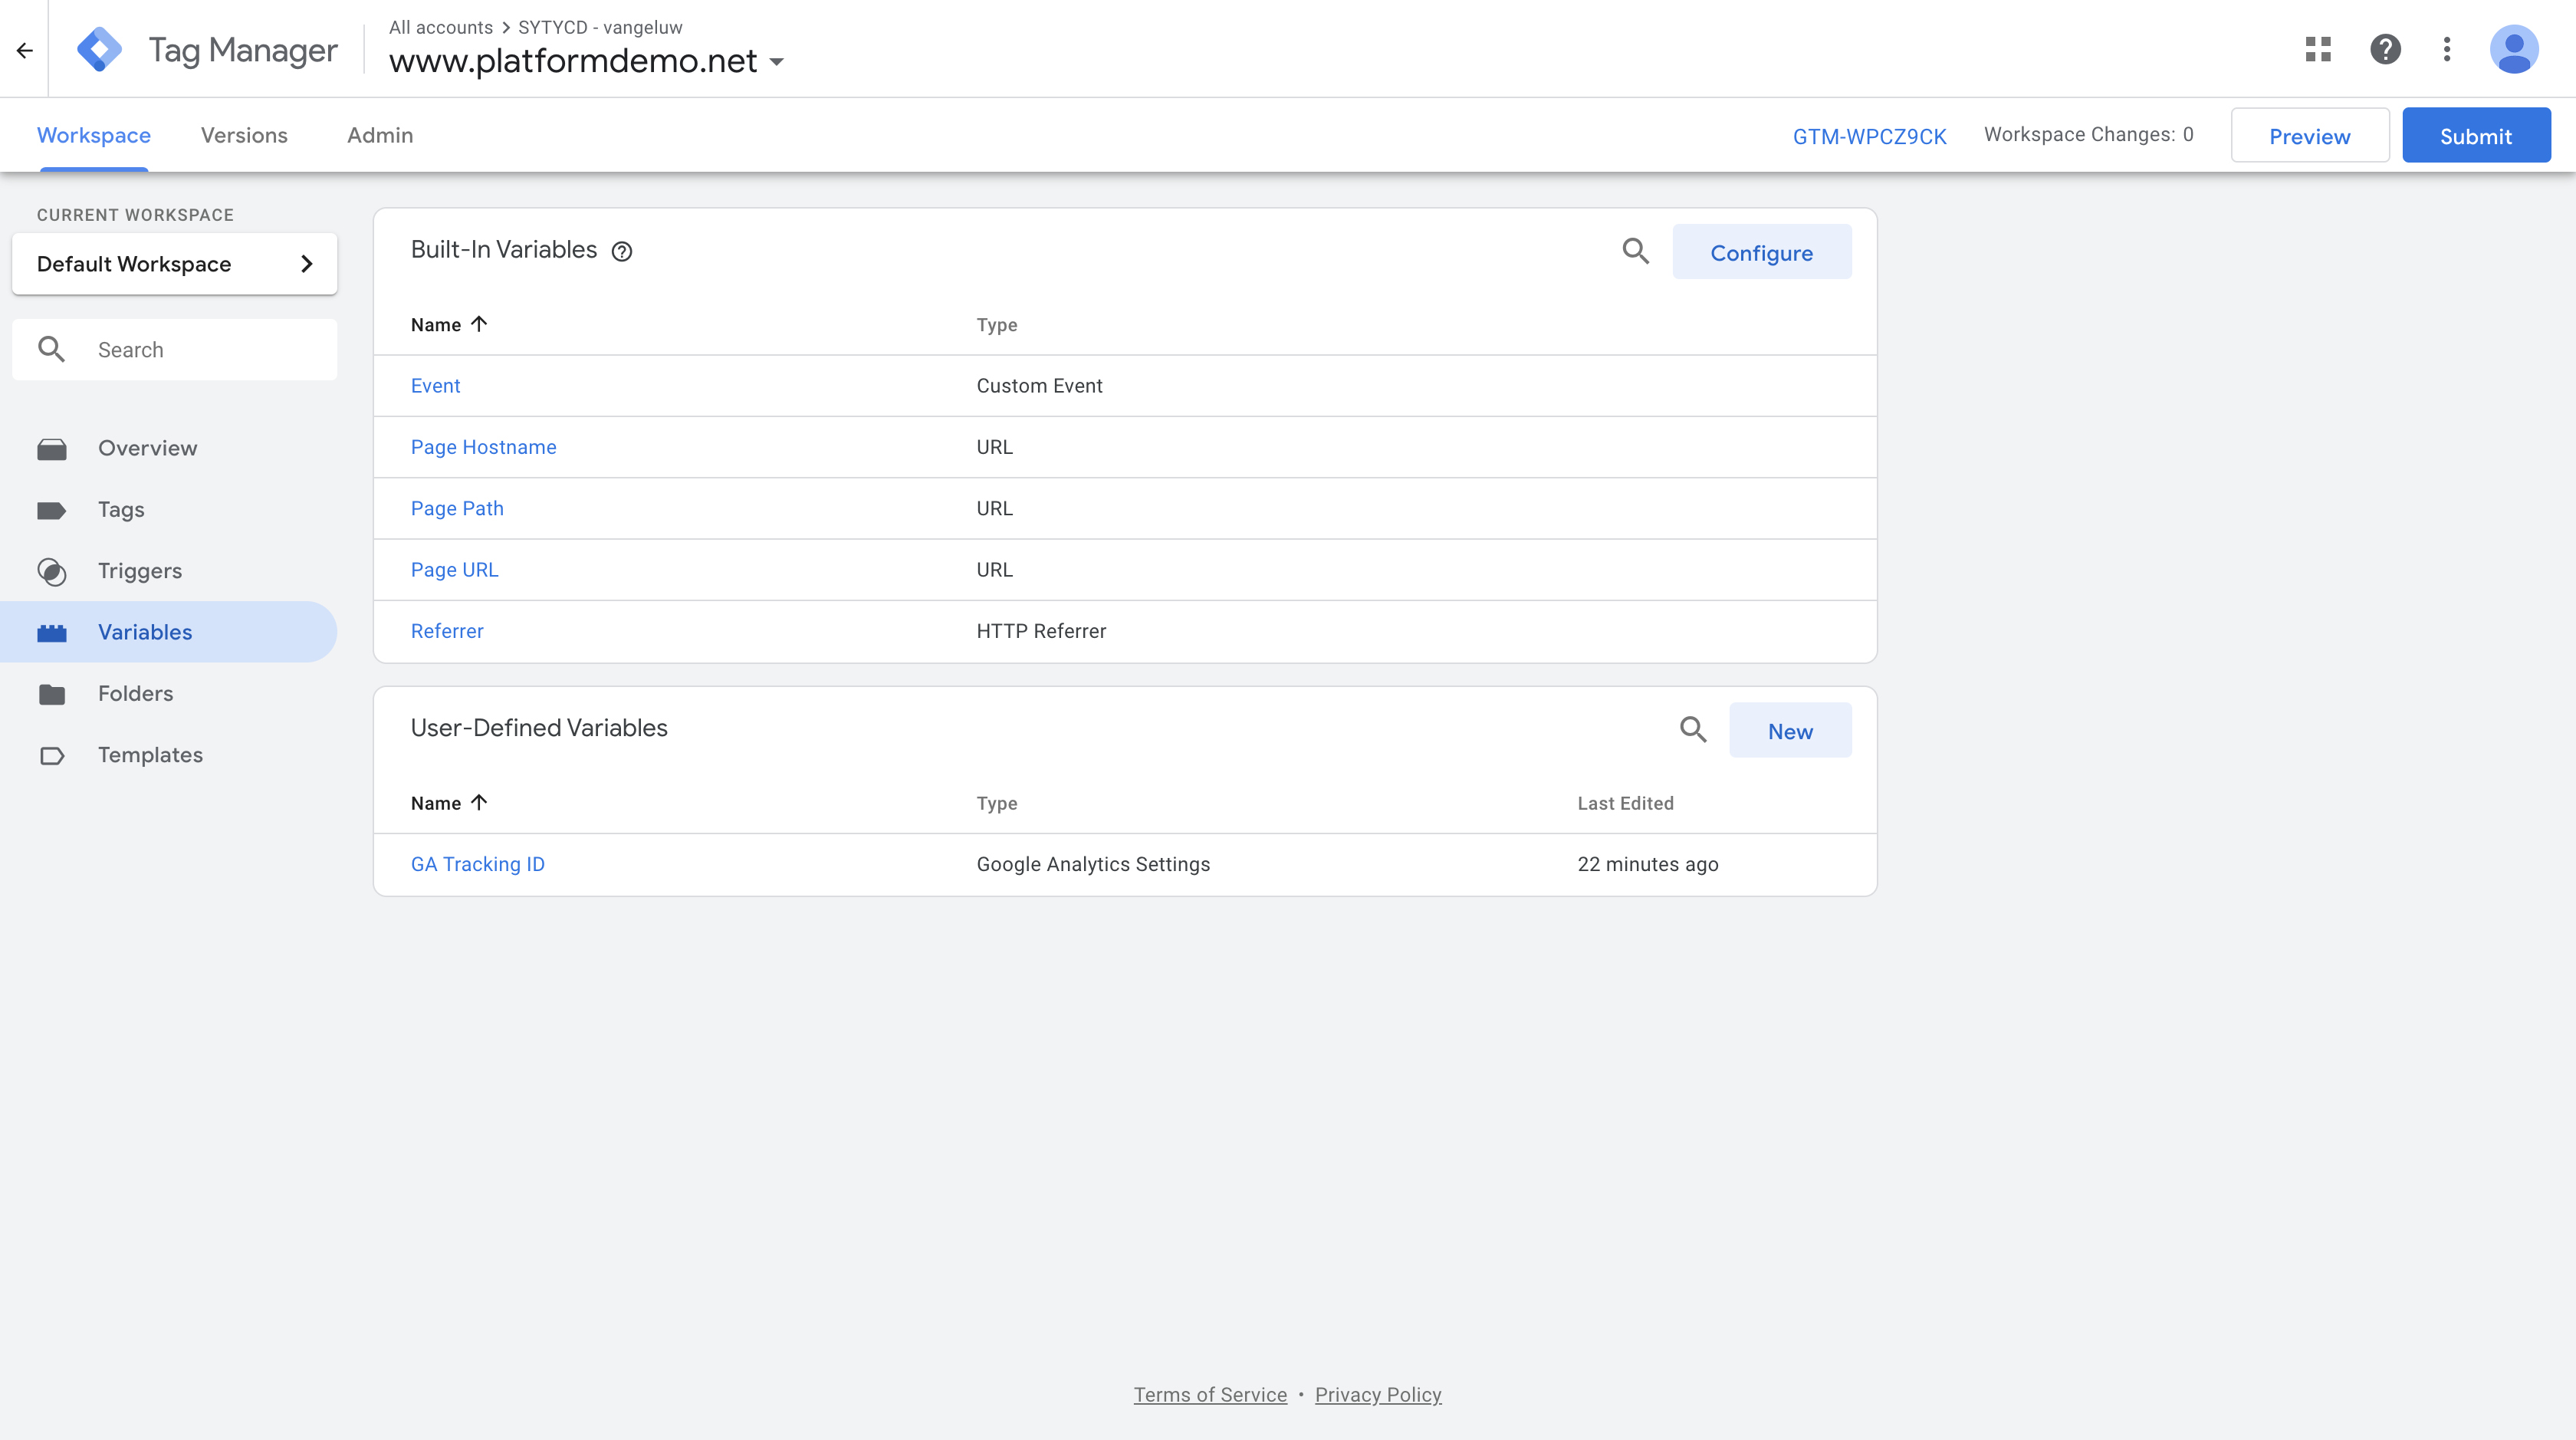 Tag Manager
All accounts > SYTYCD - vangeluw
www.platformdemo.net
Workspace Versions Admin
GTM-WPCZ9CK Workspace Changes: 0 Preview Submit
CURRENT WORKSPACE
Default Workspace
Search
Overview
Tags
Triggers
Variables
Folders
Templates
Built-In Variables
Configure
Name Type
Event Custom Event
Page Hostname URL
Page Path URL
Page URL URL
Referrer HTTP Referrer
User-Defined Variables
New
Name Type Last Edited
GA Tracking ID Google Analytics Settings 22 minutes ago
Terms of Service • Privacy Policy